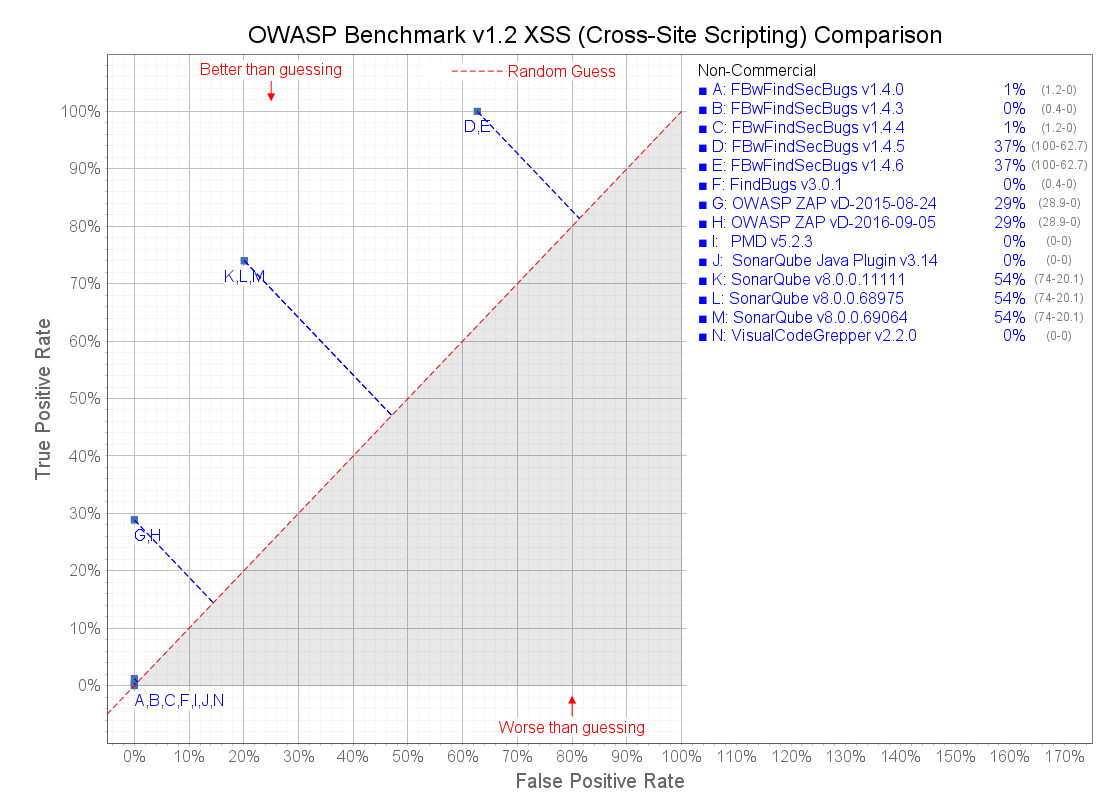 OWASP Benchmark v1.2 XSS (Cross-Site Scripting) Comparison
Better than guessing
Random Guess
Non-Commercial
A: FBwFindSecBugs v1.4.0 1% (1.2-0)
B: FBwFindSecBugs v1.4.3 0% (0.4-0)
C: FBwFindSecBugs v1.4.4 1% (1.2-0)
D: FBwFindSecBugs v1.4.5 37% (100-62.7)
E: FBwFindSecBugs v1.4.6 37% (100-62.7)
F: FindBugs v3.0.1 0% (0.4-0)
G: OWASP ZAP vD-2015-08-24 29% (28.9-0)
H: OWASP ZAP vD-2016-09-05 29% (28.9-0)
I: PMD v5.2.3 0% (0-0)
J: SonarQube Java Plugin v3.14 0% (0-0)
K: SonarQube v8.0.0.11111 54% (74-20.1)
L: SonarQube v8.0.0.68975 54% (74-20.1)
M: SonarQube v8.0.0.69064 54% (74-20.1)
N: VisualCodeGrepper v2.2.0 0% (0-0)
100%
90%
80%
70%
60%
50%
40%
30%
20%
10%
0%
True Positive Rate
D,E
K,L,M
G,H
A,B,C,F,I,J,N
Worse than guessing
0% 10% 20% 30% 40% 50% 60% 70% 80% 90% 100% 110% 120% 130% 140% 150% 160% 170%
False Positive Rate